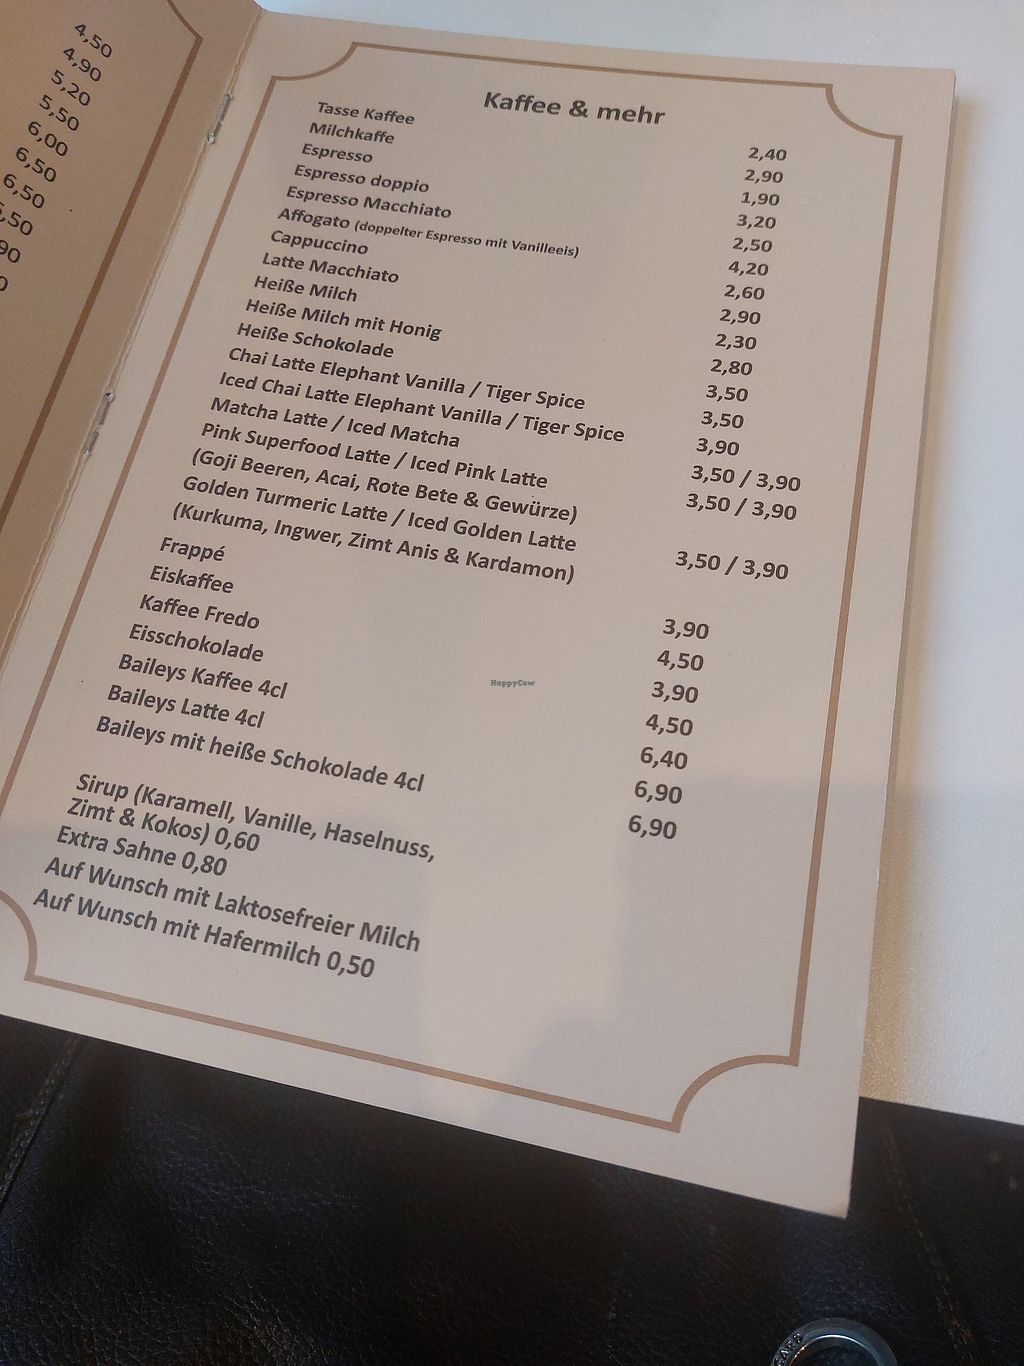 4,50
4,90
5,20
5,50
6,00
6,50
6,50
Kaffee & mehr
Tasse Kaffee 2,40
Milchkaffe 2,90
Espresso 1,90
Espresso doppio 3,20
Espresso Macchiato 2,50
Affogato (doppelter Espresso mit Vanilleeis) 4,20
Cappuccino 2,60
Latte Macchiato 2,90
Heiße Milch 2,30
Heiße Milch mit Honig 2,80
Heiße Schokolade 3,50
Chai Latte Elephant Vanilla / Tiger Spice 3,50
Iced Chai Latte Elephant Vanilla / Tiger Spice 3,90
Matcha Latte / Iced Matcha 3,50 / 3,90
Pink Superfood Latte / Iced Pink Latte 3,50 / 3,90
(Goji Beeren, Acai, Rote Bete & Gewürze)
Golden Turmeric Latte / Iced Golden Latte 3,50 / 3,90
(Kurkuma, Ingwer, Zimt Anis & Kardamon)
Frappé 3,90
Eiskaffee 4,50
Kaffee Fredo 3,90
Eisschokolade 4,50
Baileys Kaffee 4cl 6,40
Baileys Latte 4cl 6,90
Baileys mit heiße Schokolade 4cl 6,90
Sirup (Karamell, Vanille, Haselnuss,
Zimt & Kokos) 0,60
Extra Sahne 0,80
Auf Wunsch mit Laktosefreier Milch
Auf Wunsch mit Hafermilch 0,50
HappyCow